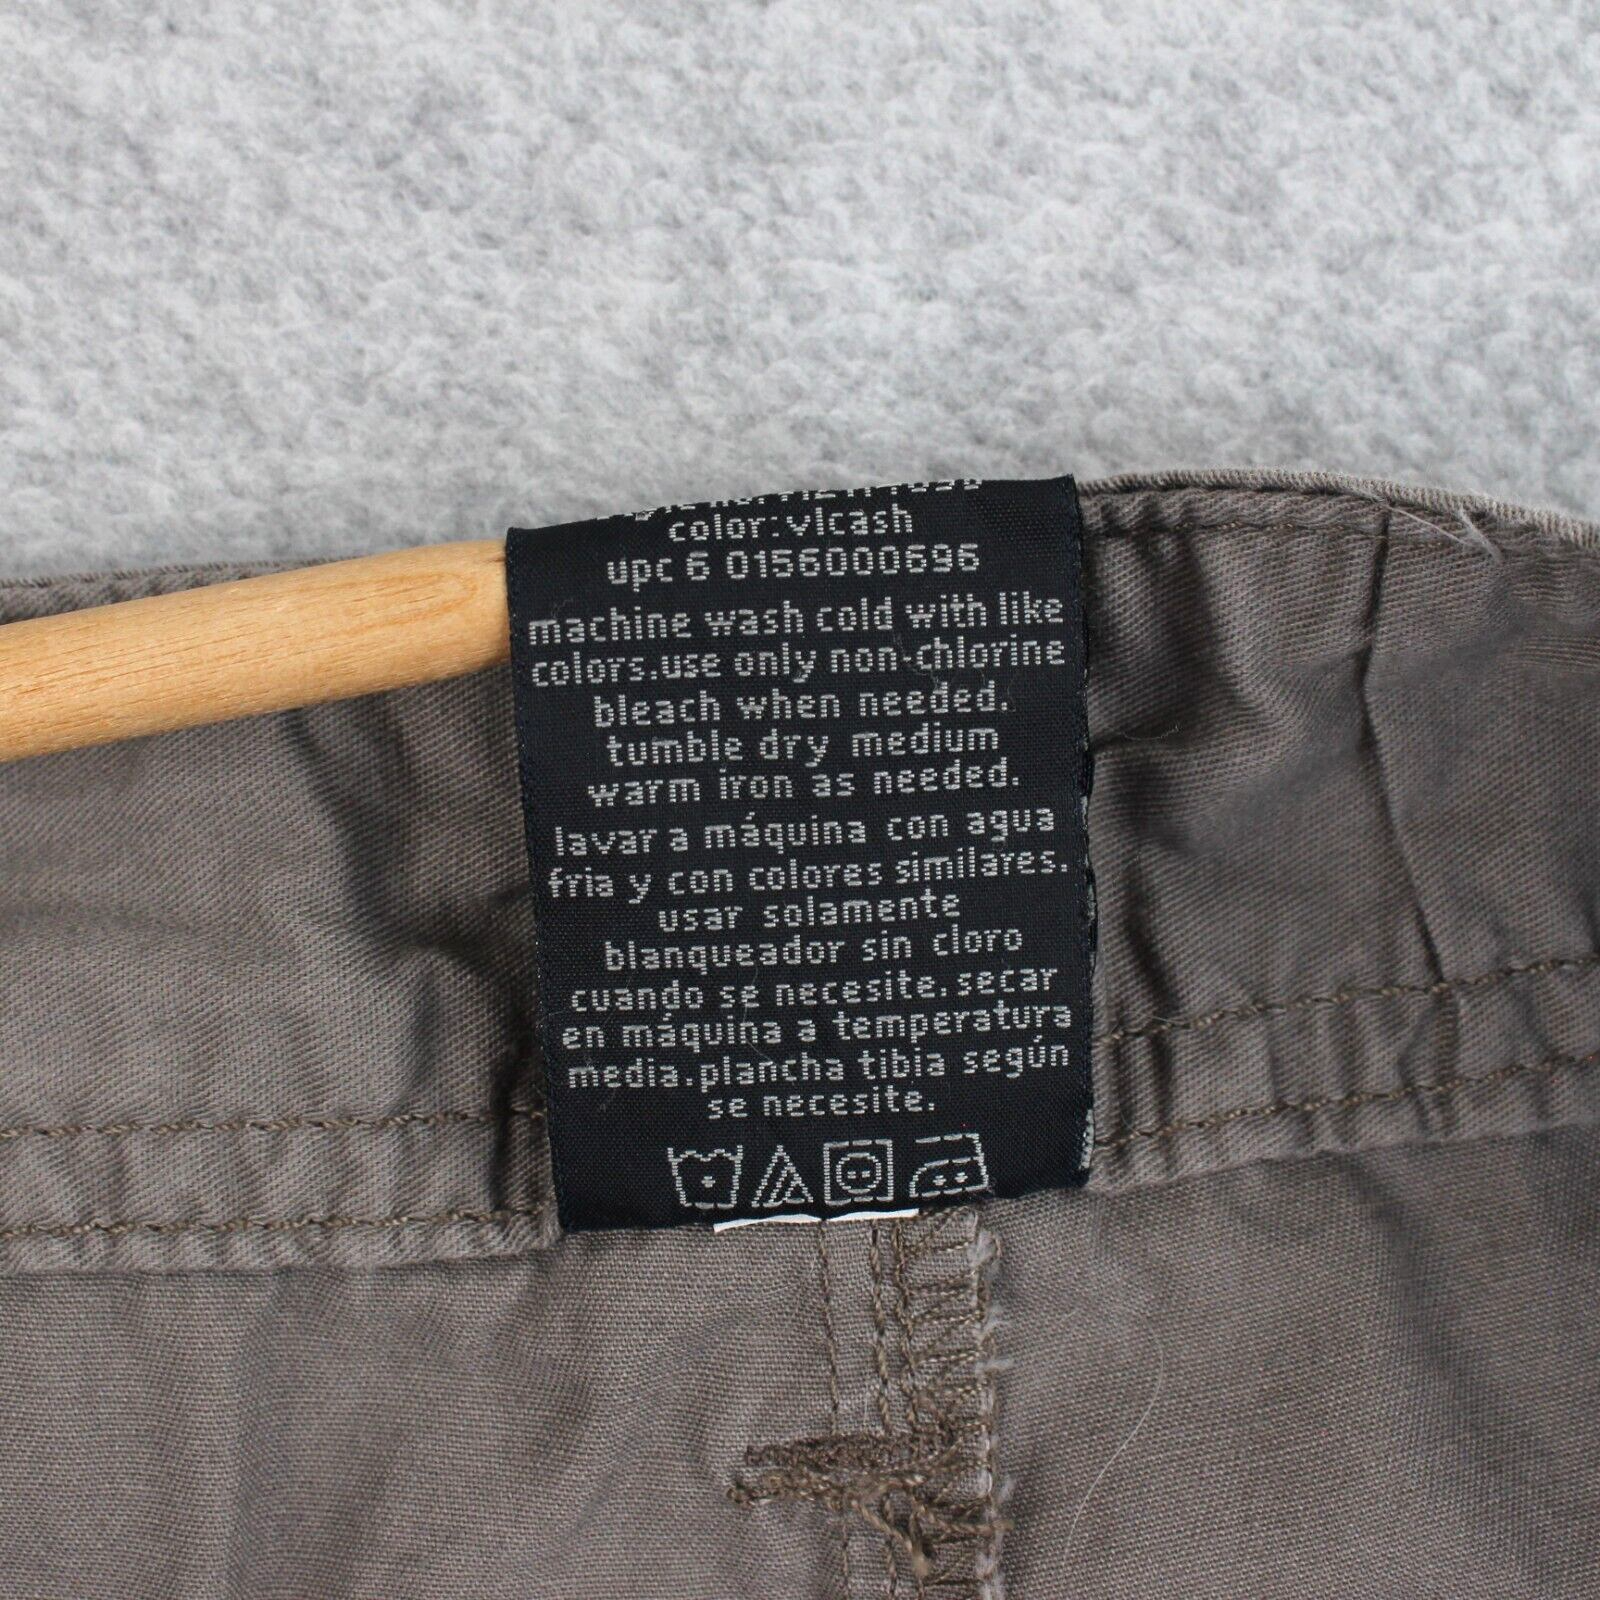 color:vlcash
upc 6 0156000696
machine wash cold with like
colors.use only non-chlorine
bleach when needed.
tumble dry medium
warm iron as needed.
lavar a máquina con agua
fria y con colores similares.
usar solamente
blanqueador sin cloro
cuando se necesite.secar
en máquina a temperatura
media.plancha tibia según
se necesite.